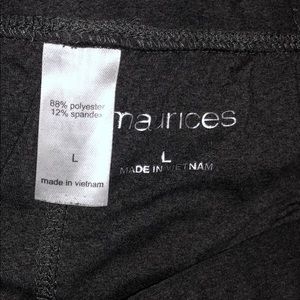 88% polyester
12% spandex
L
made in vietnam
maurices
L
MADE IN VIETNAM